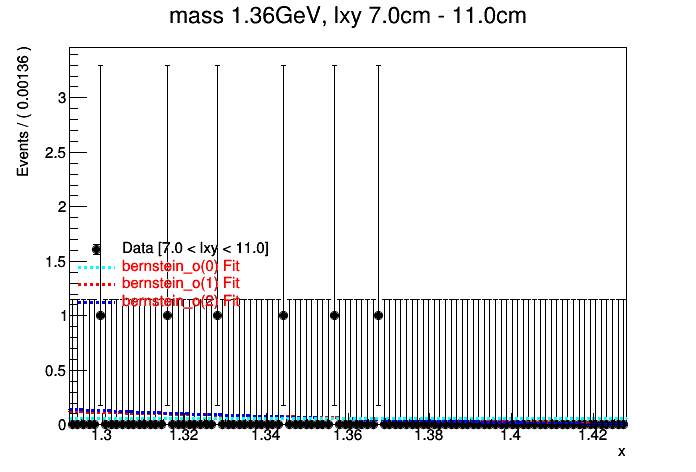 mass 1.36GeV, lxy 7.0cm - 11.0cm
Events / ( 0.00136 )
3
2.5
2
1.5
1
0.5
0
Data [7.0 < lxy < 11.0]
bernstein_o(0) Fit
bernstein_o(1) Fit
bernstein_o(2) Fit
1.3 1.32 1.34 1.36 1.38 1.4 1.42
x